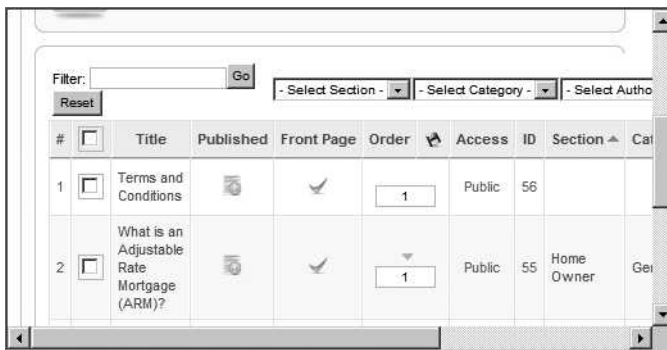 Filter:
Go
Reset
- Select Section -
- Select Category -
- Select Autho
# Title Published Front Page Order Access ID Section Cat
1 Terms and
Conditions
1
Public 56
2 What is an
Adjustable
Rate
Mortgage
(ARM)?
1
Public 55 Home
Owner
Ge